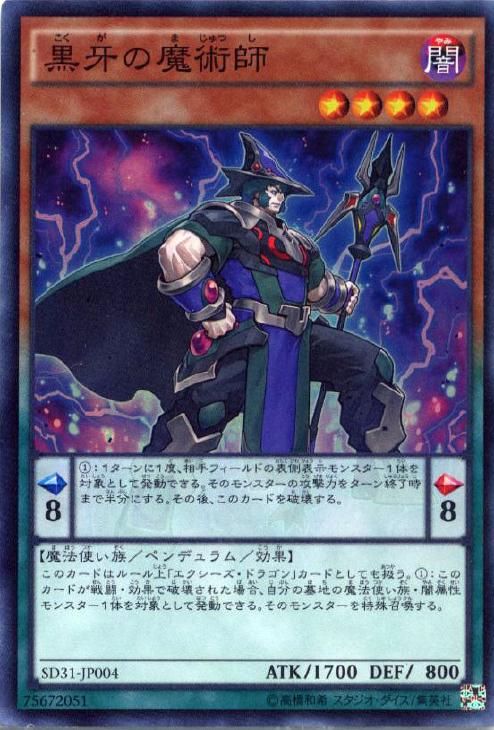 黒牙の魔術師
闇
8
8
①：1ターンに1度、相手フィールドの表側表示モンスター1体を
対象として発動できる。そのモンスターの攻撃力をターン終了時
まで半分にする。その後、このカードを破壊する。
【魔法使い族／ペンデュラム／効果】
このカードはルール上「エクシーズ・ドラゴン」カードとしても扱う。①：この
カードが戦闘・効果で破壊された場合、自分の墓地の魔法使い族・闇属性
モンスター1体を対象として発動できる。そのモンスターを特殊召喚する。
SD31-JP004
ATK/1700 DEF/ 800
75672051
©高橋和希 スタジオ・ダイス/集英社